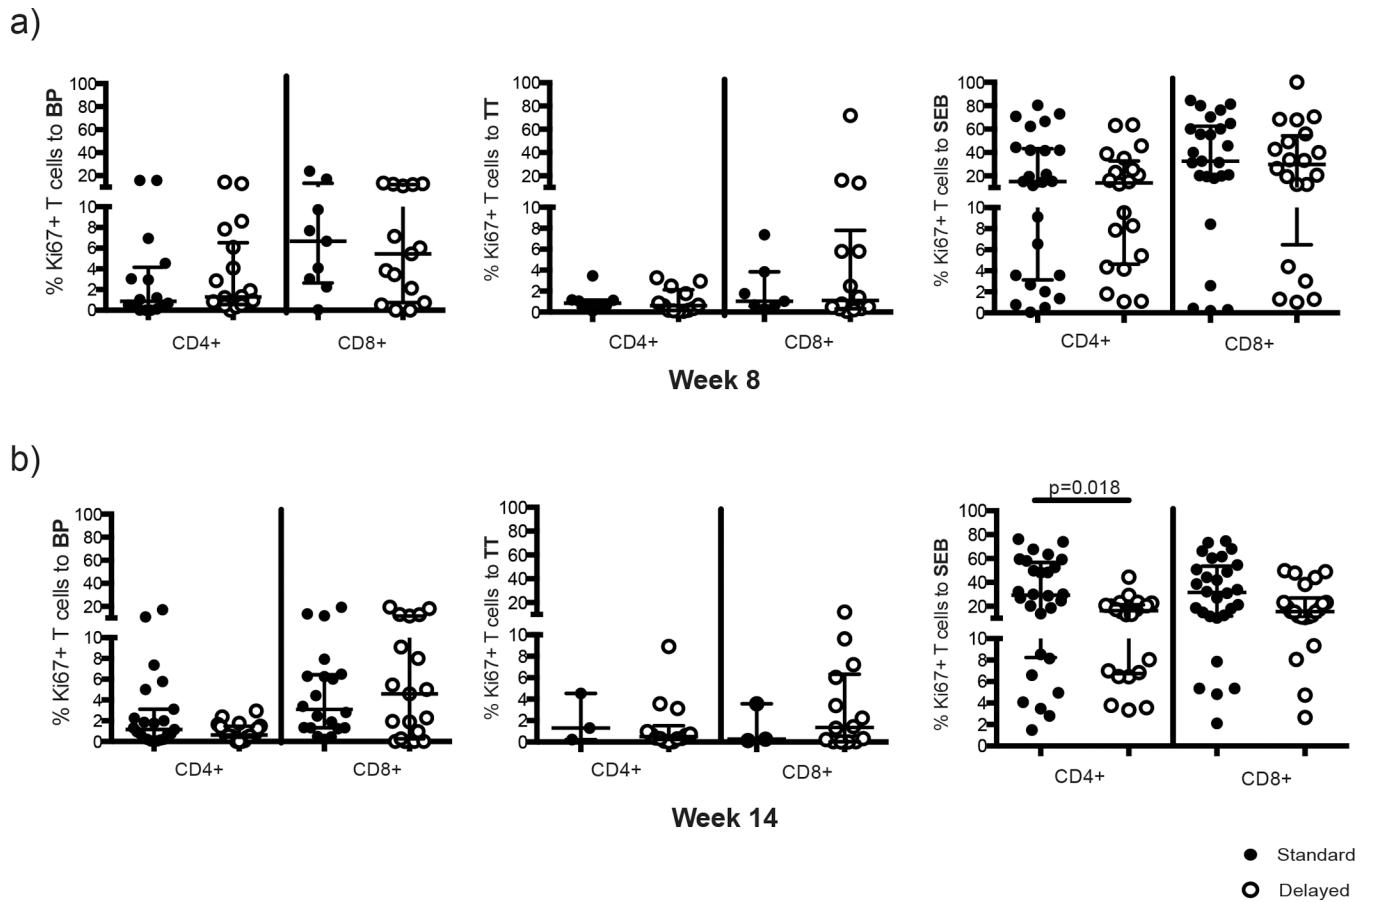 a)
% Ki67+ T cells to BP
100
80
60
40
20
10
8
6
4
2
0
CD4+
CD8+
% Ki67+ T cells to TT
100
80
60
40
20
10
8
6
4
2
0
CD4+
CD8+
% Ki67+ T cells to SEB
100
80
60
40
20
10
8
6
4
2
0
CD4+
CD8+
Week 8
b)
% Ki67+ T cells to BP
100
80
60
40
20
10
8
6
4
2
0
CD4+
CD8+
% Ki67+ T cells to TT
100
80
60
40
20
10
8
6
4
2
0
CD4+
CD8+
p=0.018
% Ki67+ T cells to SEB
100
80
60
40
20
10
8
6
4
2
0
CD4+
CD8+
Week 14
Standard
Delayed